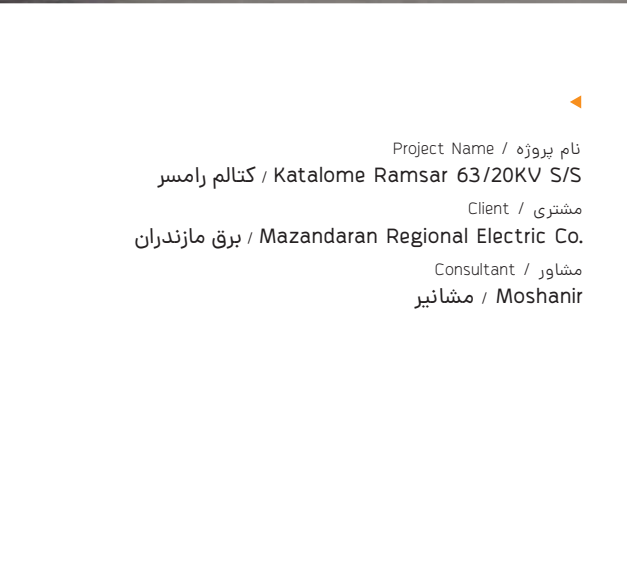 نام پروژه / Project Name
Katalome Ramsar 63/20KV S/S / کتالم رامسر
مشتری / Client
Mazandaran Regional Electric Co. / برق مازندران
مشاور / Consultant
Moshanir / مشانیر